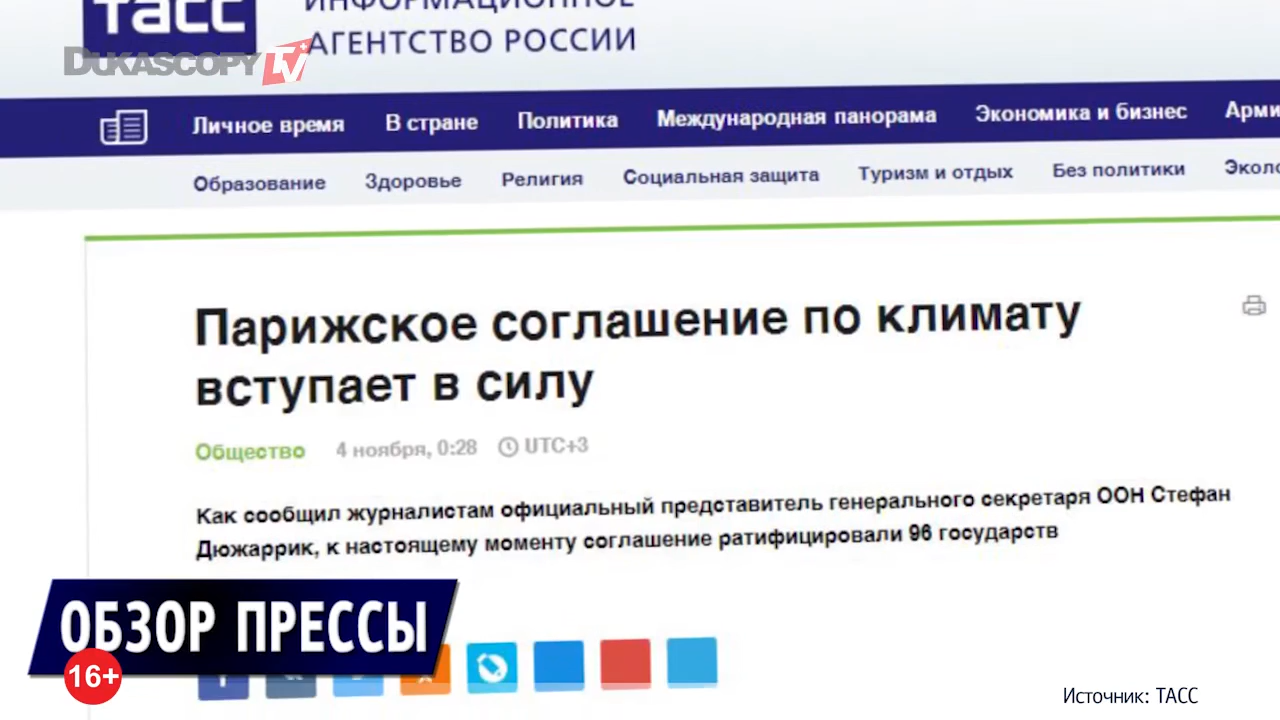 ТАСС
ИНФОРМАЦИОННОЕ
АГЕНТСТВО РОССИИ
DUKASCOPY TV
Личное время В стране Политика Международная панорама Экономика и бизнес Арми
Образование Здоровье Религия Социальная защита Туризм и отдых Без политики Эколо
Парижское соглашение по климату
вступает в силу
Общество 4 ноября, 0:28 UTC+3
Как сообщил журналистам официальный представитель генерального секретаря ООН Стефан
Дюжаррик, к настоящему моменту соглашение ратифицировали 96 государств
ОБЗОР ПРЕССЫ
16+
Источник: ТАСС